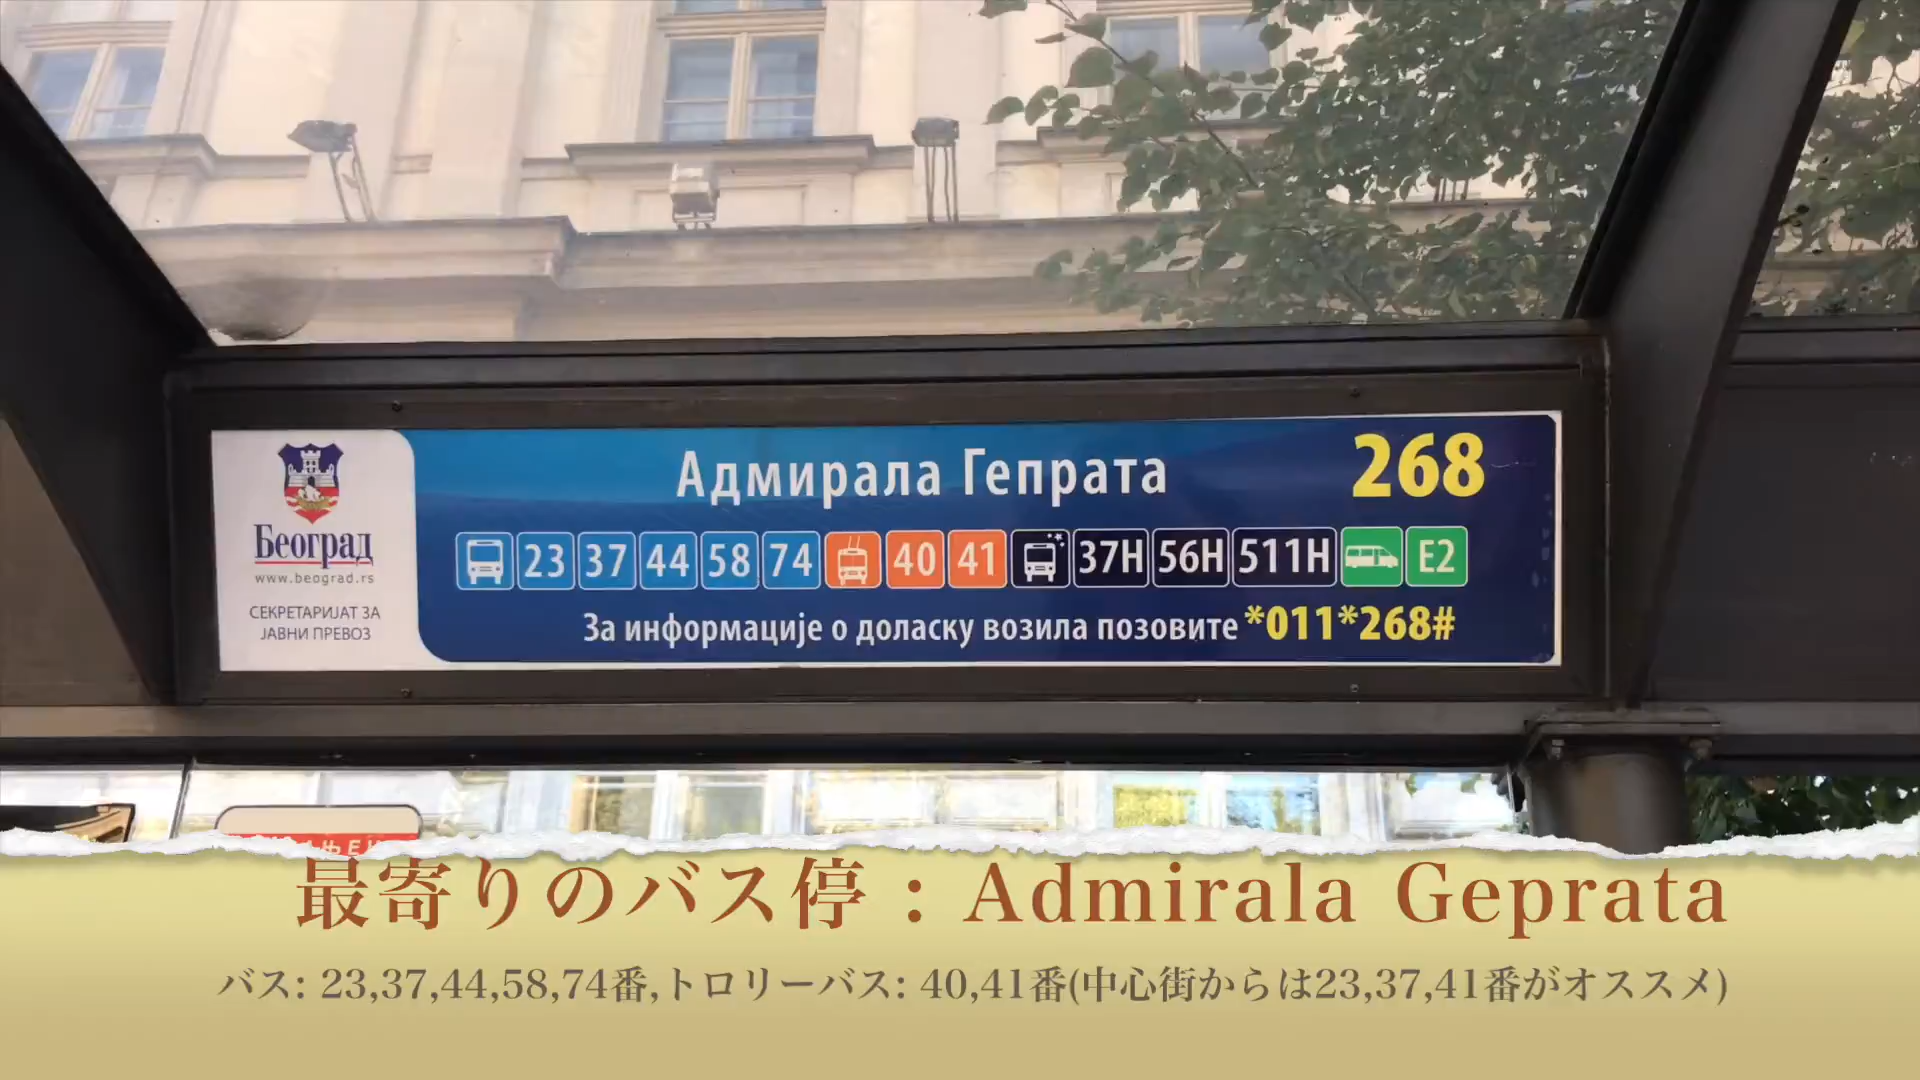 Адмирала Гепрата 268
Београд
www.beograd.rs
СЕКРЕТАРИЈАТ ЗА
ЈАВНИ ПРЕВОЗ
23 37 44 58 74 40 41 37Н 56Н 511Н Е2
За информације о доласку возила позовите *011*268#
最寄りのバス停：Admirala Geprata
バス: 23,37,44,58,74番,トロリーバス: 40,41番(中心街からは23,37,41番がオススメ)